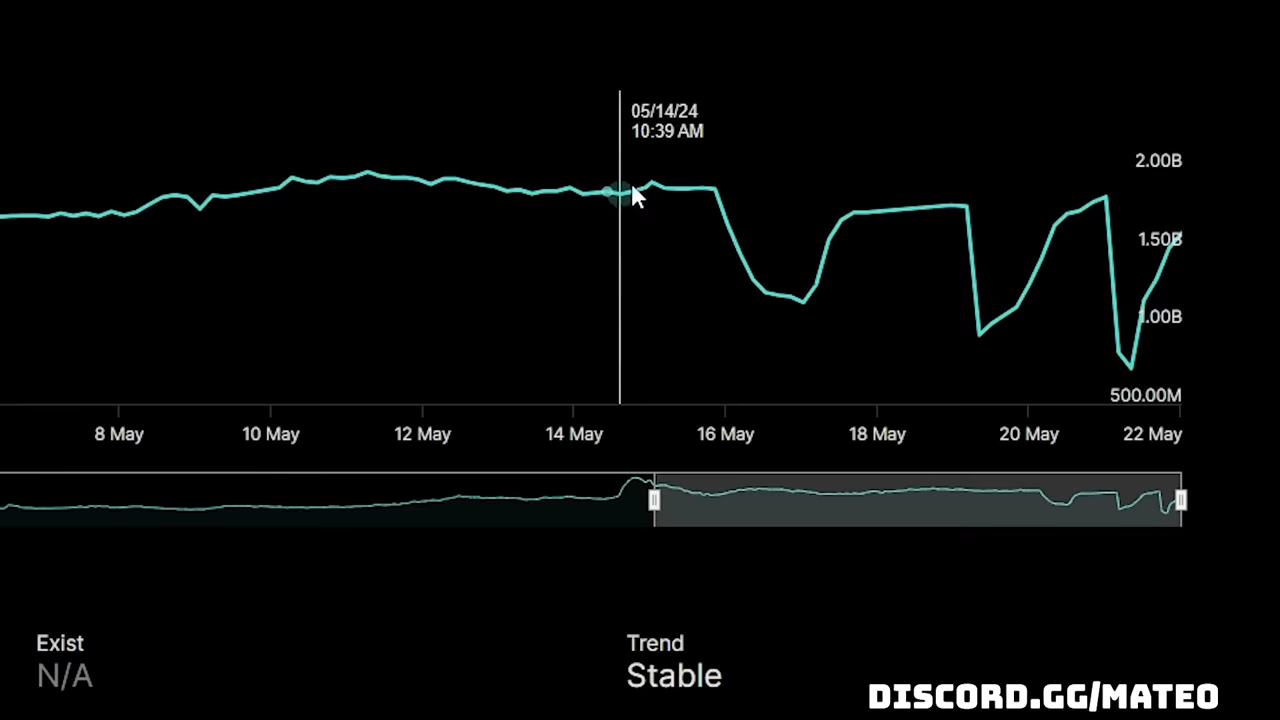 05/14/24
10:39 AM
2.00B
1.50B
1.00B
500.00M
8 May 10 May 12 May 14 May 16 May 18 May 20 May 22 May
Exist Trend
N/A Stable
DISCORD.GG/MATEO